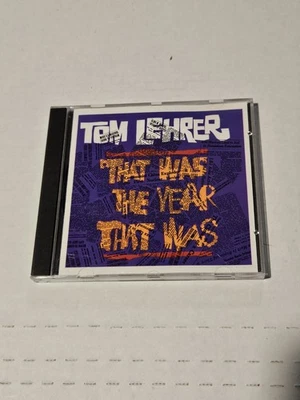 TOM LEHRER
THAT WAS
THE YEAR
THAT WAS